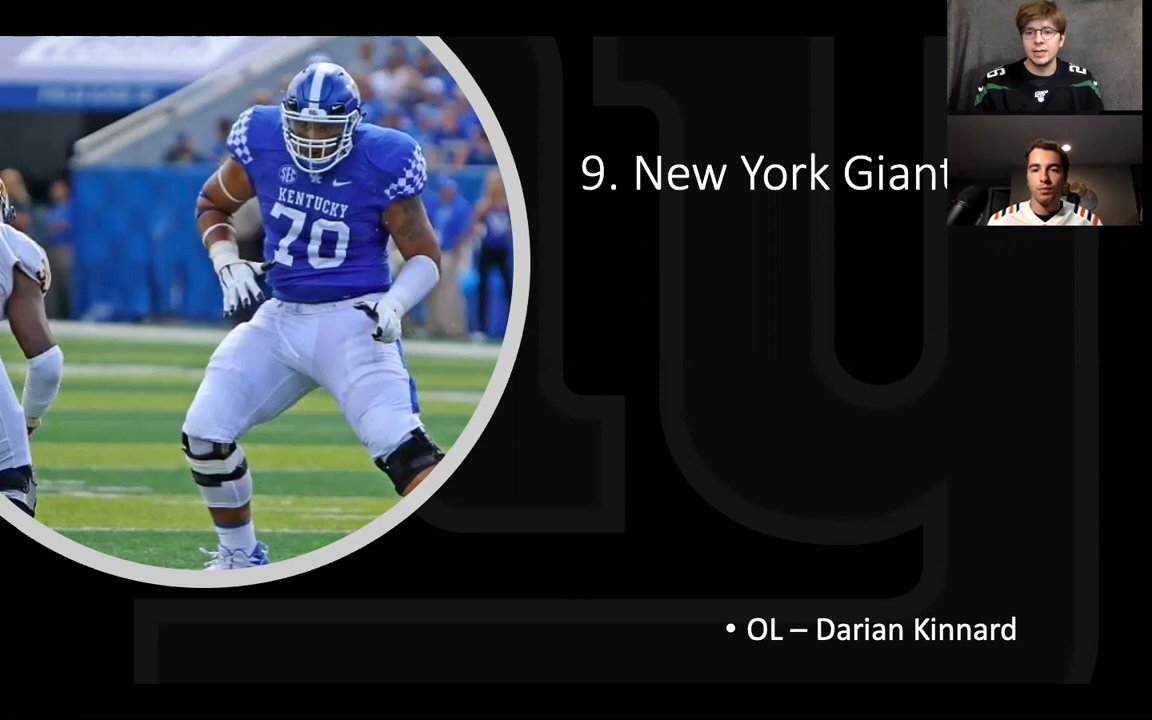 9. New York Giant
SEC
KENTUCKY
70
• OL – Darian Kinnard